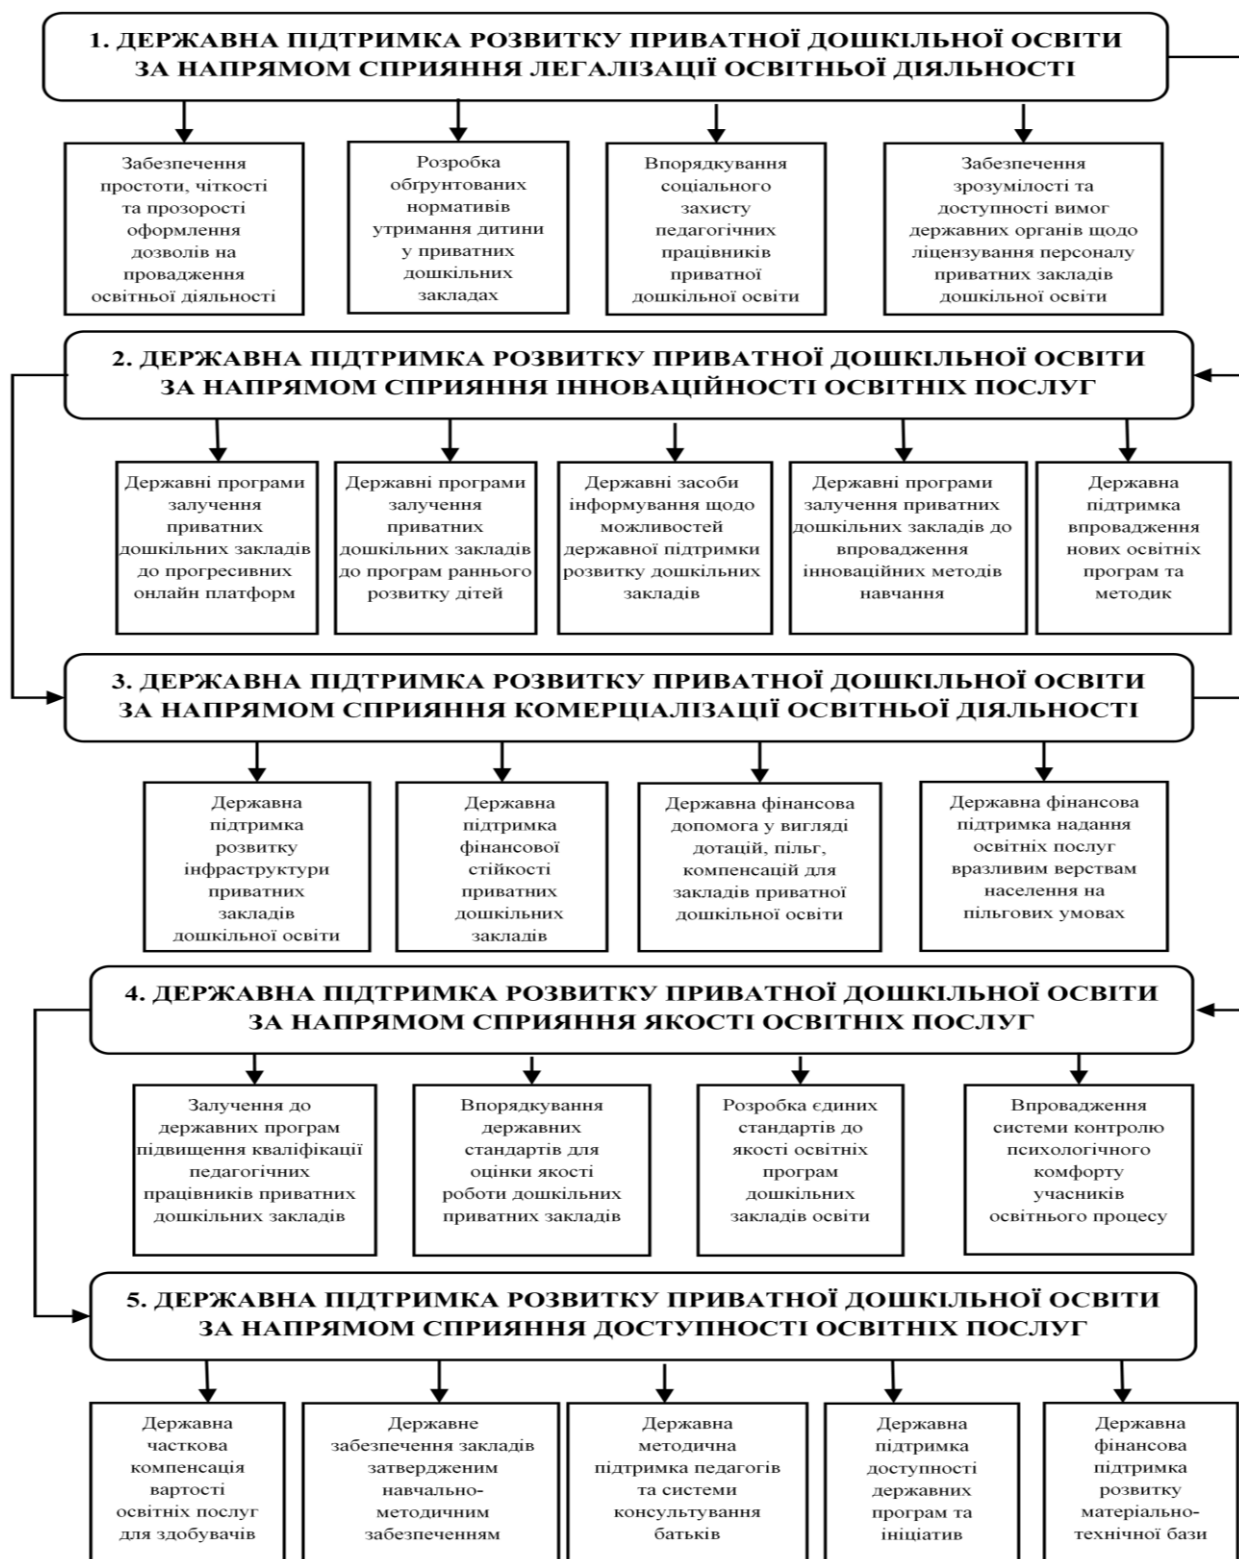 1. ДЕРЖАВНА ПІДТРИМКА РОЗВИТКУ ПРИВАТНОЇ ДОШКІЛЬНОЇ ОСВІТИ
ЗА НАПРЯМОМ СПРИЯННЯ ЛЕГАЛІЗАЦІЇ ОСВІТНЬОЇ ДІЯЛЬНОСТІ
Забезпечення
простоти, чіткості
та прозорості
оформлення
дозволів на
провадження
освітньої діяльності
Розробка
обґрунтованих
нормативів
утримання дитини
у приватних
дошкільних
закладах
Впорядкування
соціального
захисту
педагогічних
працівників
приватної
дошкільної освіти
Забезпечення
зрозумілості та
доступності вимог
державних органів щодо
ліцензування персоналу
приватних закладів
дошкільної освіти
2. ДЕРЖАВНА ПІДТРИМКА РОЗВИТКУ ПРИВАТНОЇ ДОШКІЛЬНОЇ ОСВІТИ
ЗА НАПРЯМОМ СПРИЯННЯ ІННОВАЦІЙНОСТІ ОСВІТНІХ ПОСЛУГ
Державні програми
залучення
приватних
дошкільних закладів
до прогресивних
онлайн платформ
Державні програми
залучення
приватних
дошкільних закладів
до програм раннього
розвитку дітей
Державні засоби
інформування щодо
можливостей
державної підтримки
розвитку дошкільних
закладів
Державні програми
залучення приватних
дошкільних закладів до
впровадження
інноваційних методів
навчання
Державна
підтримка
впровадження
нових освітніх
програм та
методик
3. ДЕРЖАВНА ПІДТРИМКА РОЗВИТКУ ПРИВАТНОЇ ДОШКІЛЬНОЇ ОСВІТИ
ЗА НАПРЯМОМ СПРИЯННЯ КОМЕРЦІАЛІЗАЦІЇ ОСВІТНЬОЇ ДІЯЛЬНОСТІ
Державна
підтримка
розвитку
інфраструктури
приватних
закладів
дошкільної освіти
Державна
підтримка
фінансової
стійкості
приватних
дошкільних
закладів
Державна фінансова
допомога у вигляді
дотацій, пільг,
компенсацій для
закладів приватної
дошкільної освіти
Державна фінансова
підтримка надання
освітніх послуг
вразливим верствам
населення на
пільгових умовах
4. ДЕРЖАВНА ПІДТРИМКА РОЗВИТКУ ПРИВАТНОЇ ДОШКІЛЬНОЇ ОСВІТИ
ЗА НАПРЯМОМ СПРИЯННЯ ЯКОСТІ ОСВІТНІХ ПОСЛУГ
Залучення до
державних програм
підвищення кваліфікації
педагогічних
працівників приватних
дошкільних закладів
Впорядкування
державних
стандартів для
оцінки якості
роботи дошкільних
приватних закладів
Розробка єдиних
стандартів до
якості освітніх
програм
дошкільних
закладів освіти
Впровадження
системи контролю
психологічного
комфорту
учасників
освітнього процесу
5. ДЕРЖАВНА ПІДТРИМКА РОЗВИТКУ ПРИВАТНОЇ ДОШКІЛЬНОЇ ОСВІТИ
ЗА НАПРЯМОМ СПРИЯННЯ ДОСТУПНОСТІ ОСВІТНІХ ПОСЛУГ
Державна
часткова
компенсація
вартості
освітніх послуг
для здобувачів
Державне
забезпечення закладів
затвердженим
навчально-
методичним
забезпеченням
Державна
методична
підтримка педагогів
та системи
консультування
батьків
Державна
підтримка
доступності
державних
програм та
ініціатив
Державна
фінансова
підтримка
розвитку
матеріально-
технічної бази